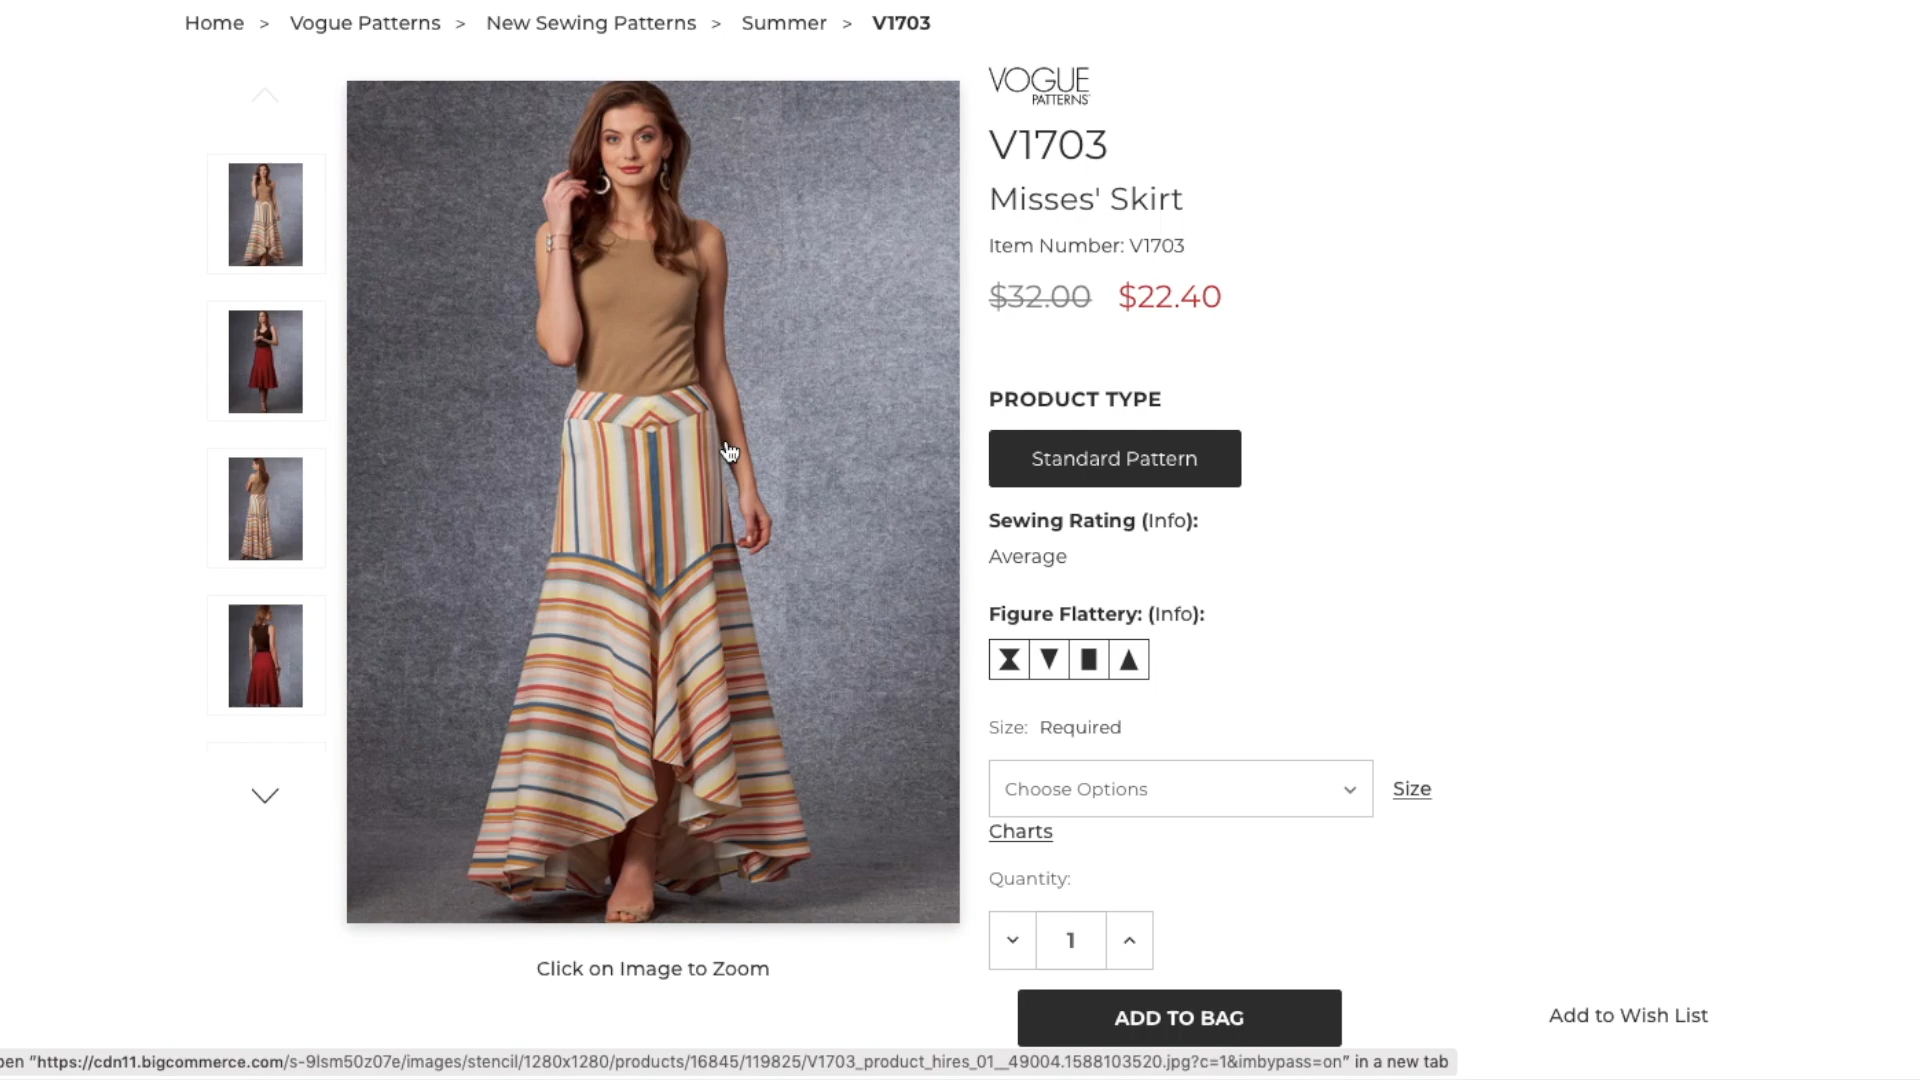 Home > Vogue Patterns > New Sewing Patterns > Summer > V1703
VOGUE
PATTERNS
V1703
Misses' Skirt
Item Number: V1703
$32.00 $22.40
PRODUCT TYPE
Standard Pattern
Sewing Rating (Info):
Average
Figure Flattery: (Info):
Size: Required
Choose Options
Size
Charts
Quantity:
1
Click on Image to Zoom
ADD TO BAG
Add to Wish List
pen "https://cdn11.bigcommerce.com/s-9lsm50z07e/images/stencil/1280x1280/products/16845/119825/V1703_product_hires_01__49004.1588103520.jpg?c=1&imbypass=on" in a new tab